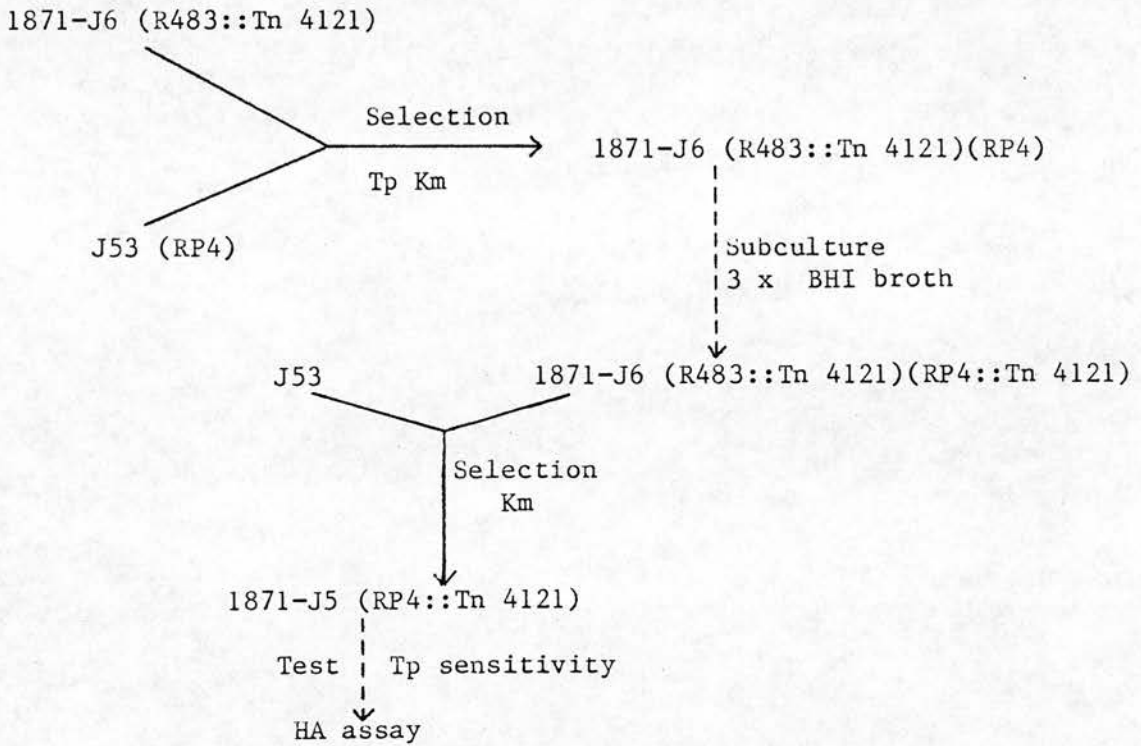 1871-J6 (R483::Tn 4121)
Selection
Tp Km
1871-J6 (R483::Tn 4121)(RP4)
J53 (RP4)
Subculture
3 x BHI broth
J53
1871-J6 (R483::Tn 4121)(RP4::Tn 4121)
Selection
Km
1871-J5 (RP4::Tn 4121)
Test Tp sensitivity
HA assay